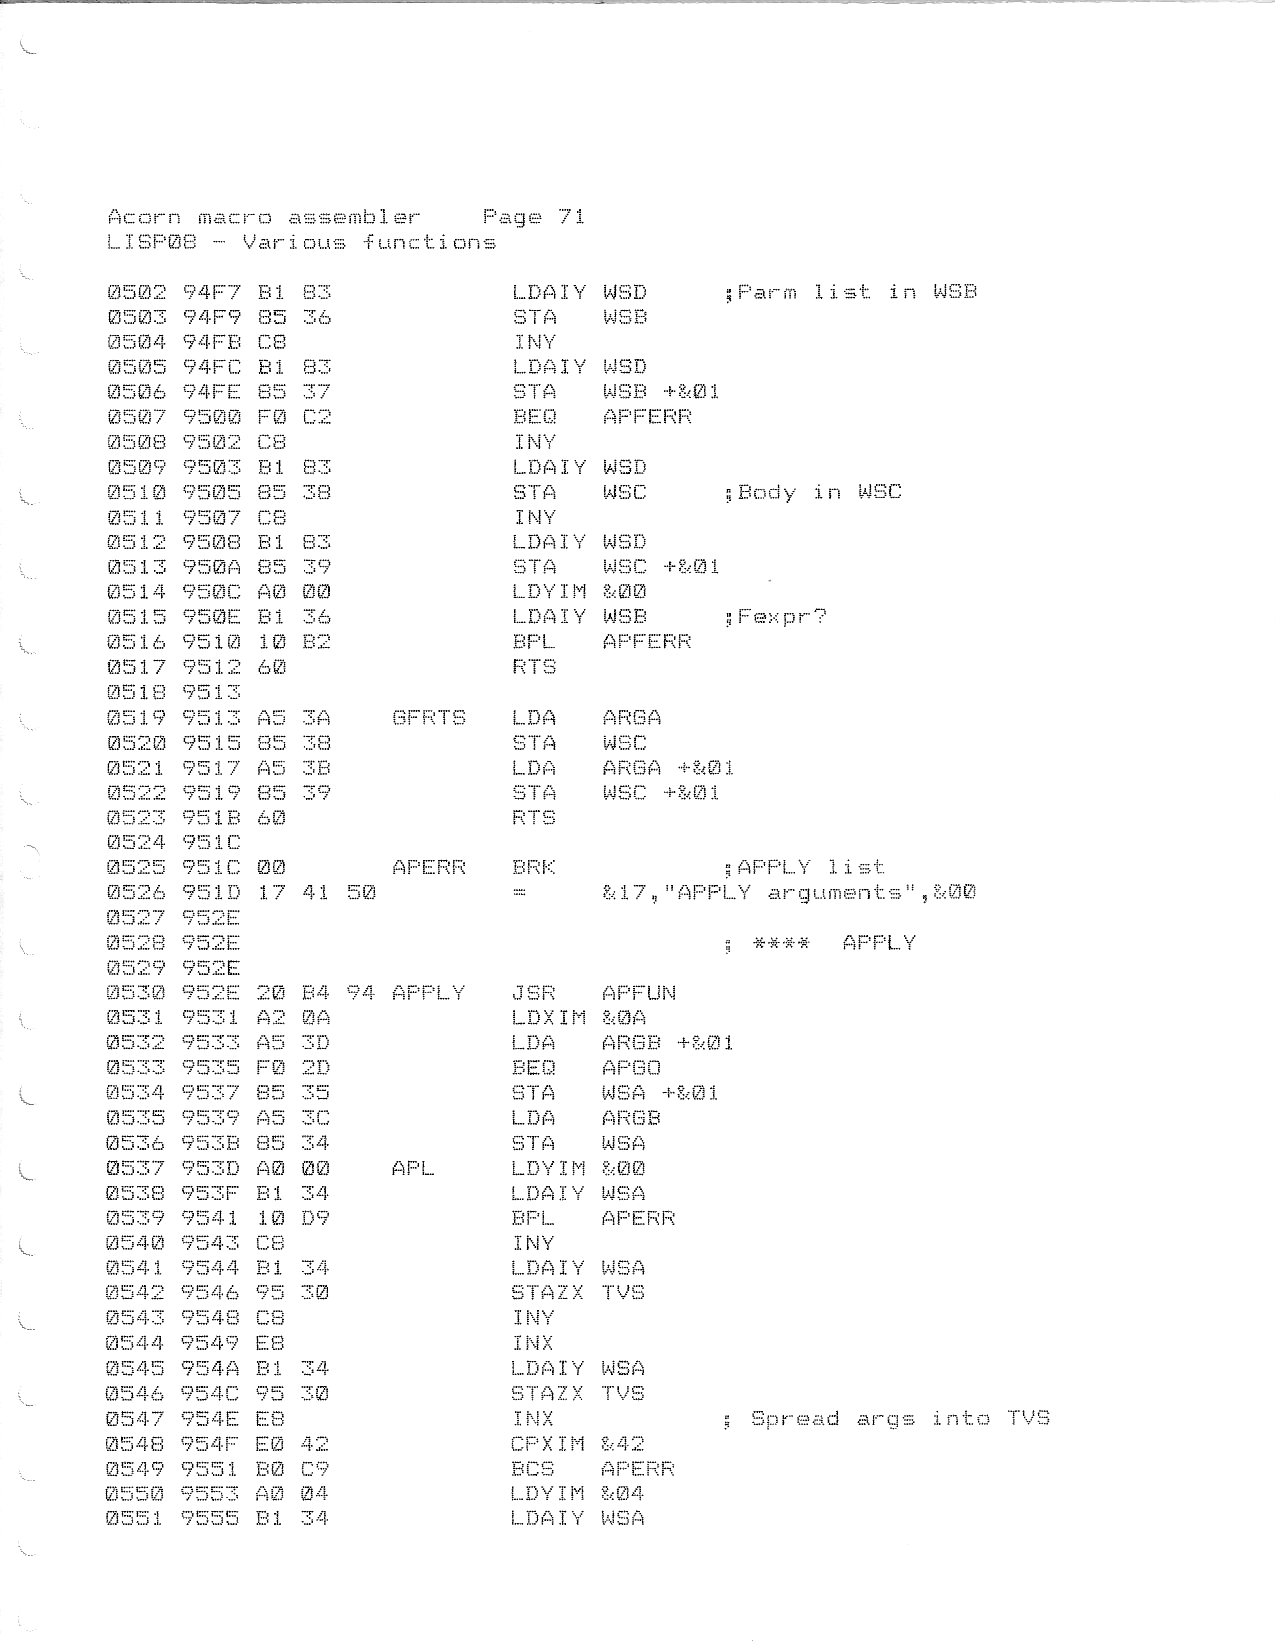 Acorn macro assembler    Page 71
LISP08 - Various functions
0502 94F7 B1 83            LDAIY WSD     ;Parm list in WSB
0503 94F9 85 36            STA   WSB
0504 94FB C8               INY
0505 94FC B1 83            LDAIY WSD
0506 94FE 85 37            STA   WSB +&01
0507 9500 F0 C2            BEQ   APFERR
0508 9502 C8               INY
0509 9503 B1 83            LDAIY WSD
0510 9505 85 38            STA   WSC     ;Body in WSC
0511 9507 C8               INY
0512 9508 B1 83            LDAIY WSD
0513 950A 85 39            STA   WSC +&01
0514 950C A0 00            LDYIM &00
0515 950E B1 36            LDAIY WSB     ;Fexpr?
0516 9510 10 B2            BPL   APFERR
0517 9512 60               RTS
0518 9513
0519 9513 A5 3A    GFRTS   LDA   ARGA
0520 9515 85 38            STA   WSC
0521 9517 A5 3B            LDA   ARGA +&01
0522 9519 85 39            STA   WSC +&01
0523 951B 60               RTS
0524 951C
0525 951C 00       APERR   BRK           ;APPLY list
0526 951D 17 41 50         =     &17,"APPLY arguments",&00
0527 952E
0528 952E                                ; ****  APPLY
0529 952E
0530 952E 20 B4 94 APPLY   JSR   APFUN
0531 9531 A2 0A            LDXIM &0A
0532 9533 A5 3D            LDA   ARGB +&01
0533 9535 F0 2D            BEQ   APGO
0534 9537 85 35            STA   WSA +&01
0535 9539 A5 3C            LDA   ARGB
0536 953B 85 34            STA   WSA
0537 953D A0 00    APL     LDYIM &00
0538 953F B1 34            LDAIY WSA
0539 9541 10 D9            BPL   APERR
0540 9543 C8               INY
0541 9544 B1 34            LDAIY WSA
0542 9546 95 30            STAZX TVS
0543 9548 C8               INY
0544 9549 E8               INX
0545 954A B1 34            LDAIY WSA
0546 954C 95 30            STAZX TVS
0547 954E E8               INX           ; Spread args into TVS
0548 954F E0 42            CPXIM &42
0549 9551 B0 C9            BCS   APERR
0550 9553 A0 04            LDYIM &04
0551 9555 B1 34            LDAIY WSA